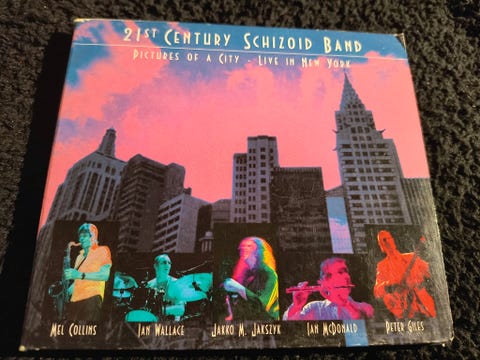 21ST CENTURY SCHIZOID BAND
PICTURES OF A CITY - LIVE IN NEW YORK
MEL COLLINS IAN WALLACE JAKKO M. JAKSZYK IAN MCDONALD PETER GILES